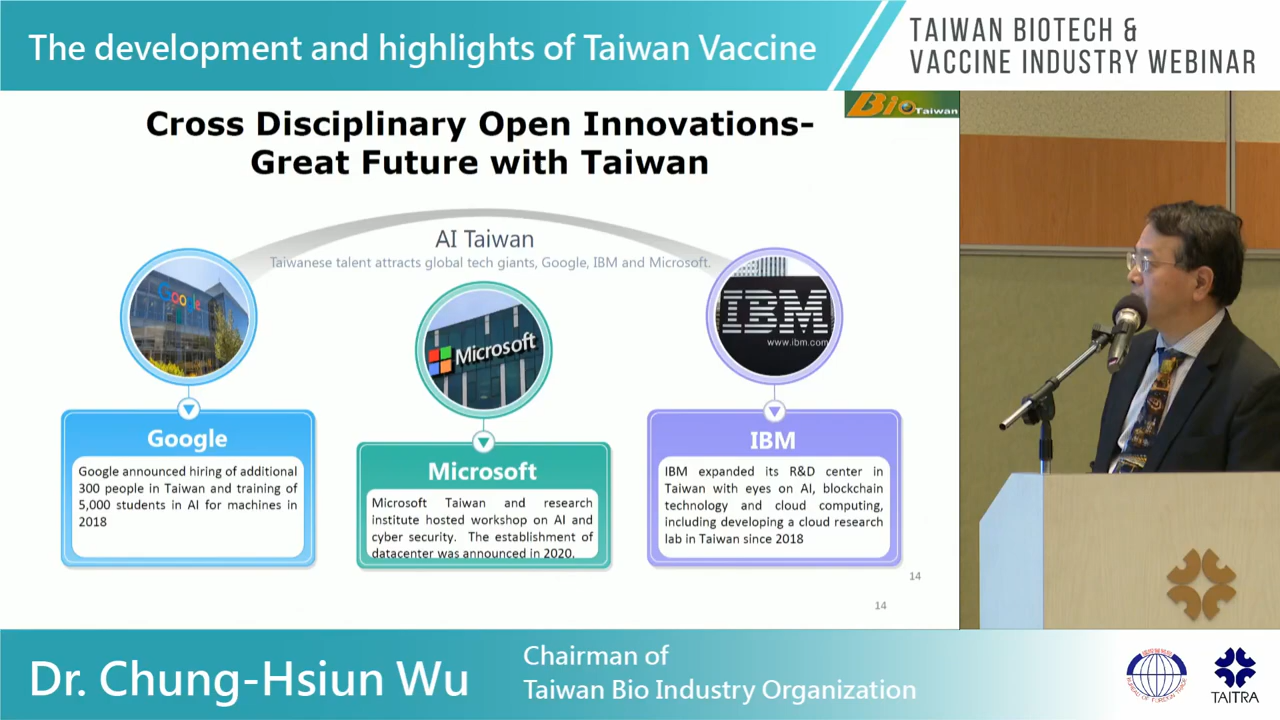 The development and highlights of Taiwan Vaccine
TAIWAN BIOTECH &
VACCINE INDUSTRY WEBINAR
BioTaiwan
Cross Disciplinary Open Innovations-
Great Future with Taiwan
AI Taiwan
Taiwanese talent attracts global tech giants, Google, IBM and Microsoft.
Google
Microsoft
IBM
www.ibm.com
Google
Google announced hiring of additional
300 people in Taiwan and training of
5,000 students in AI for machines in
2018
Microsoft
Microsoft Taiwan and research
institute hosted workshop on AI and
cyber security. The establishment of
datacenter was announced in 2020.
IBM
IBM expanded its R&D center in
Taiwan with eyes on AI, blockchain
technology and cloud computing,
including developing a cloud research
lab in Taiwan since 2018
14
14
Dr. Chung-Hsiun Wu
Chairman of
Taiwan Bio Industry Organization
BUREAU OF FOREIGN TRADE
TAITRA